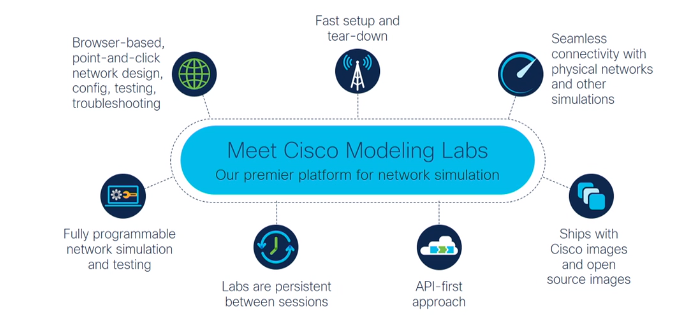 Fast setup and
tear-down
Browser-based,
point-and-click
network design,
config, testing,
troubleshooting
Seamless
connectivity with
physical networks
and other
simulations
Meet Cisco Modeling Labs
Our premier platform for network simulation
Fully programmable
network simulation
and testing
Labs are persistent
between sessions
API-first
approach
Ships with
Cisco images
and open
source images